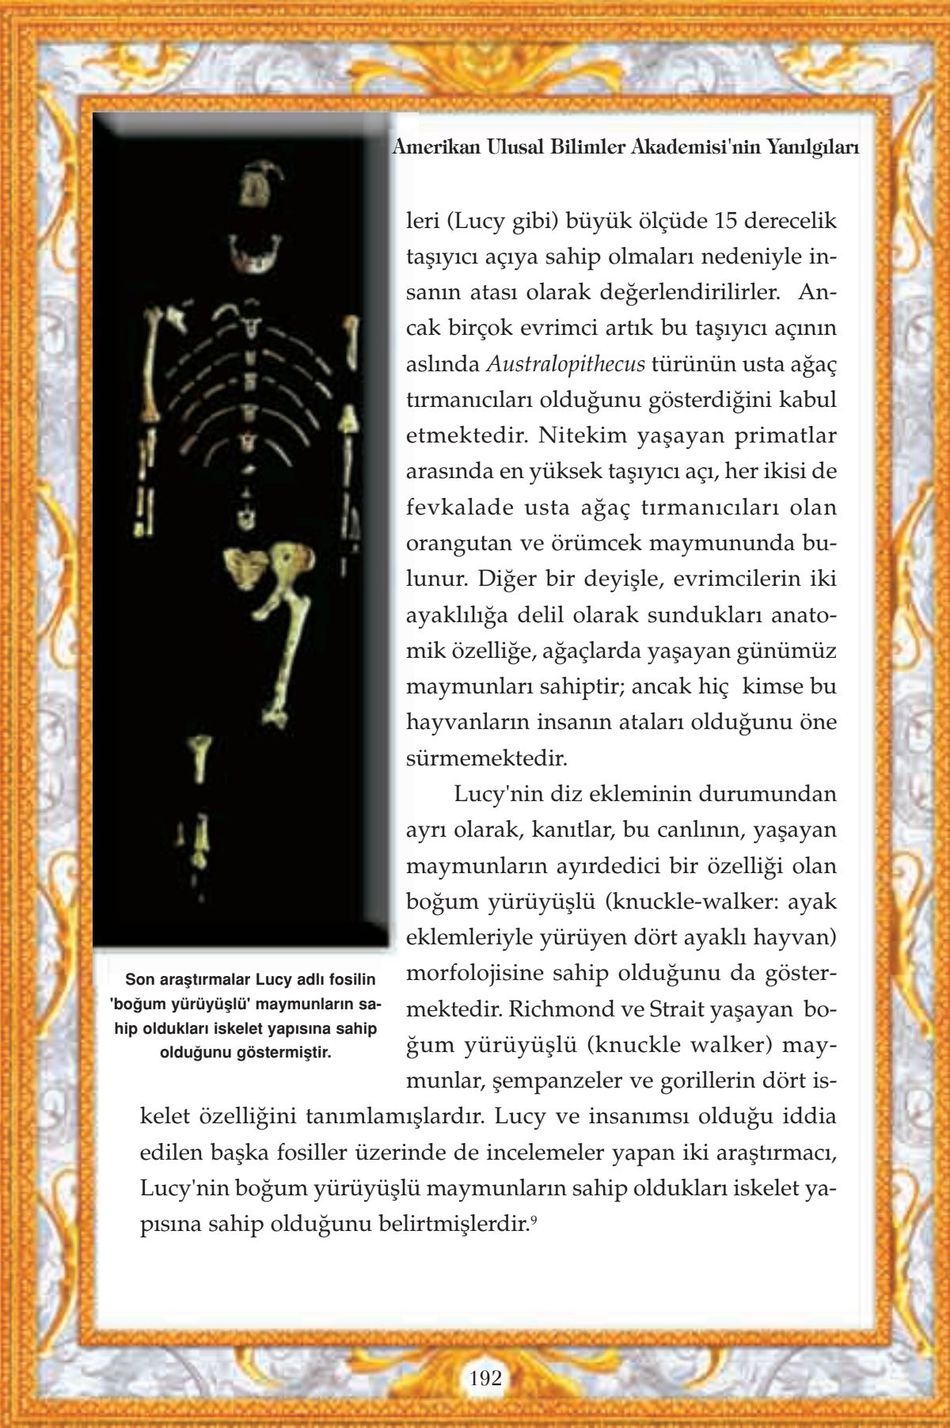 Amerikan Ulusal Bilimler Akademisi'nin Yanılgıları
leri (Lucy gibi) büyük ölçüde 15 derecelik
taşıyıcı açıya sahip olmaları nedeniyle in-
sanın atası olarak değerlendirilirler. An-
cak birçok evrimci artık bu taşıyıcı açının
aslında Australopithecus türünün usta ağaç
tırmanıcıları olduğunu gösterdiğini kabul
etmektedir. Nitekim yaşayan primatlar
arasında en yüksek taşıyıcı açı, her ikisi de
fevkalade usta ağaç tırmanıcıları olan
orangutan ve örümcek maymununda bu-
lunur. Diğer bir deyişle, evrimcilerin iki
ayaklılığa delil olarak sundukları anato-
mik özelliğe, ağaçlarda yaşayan günümüz
maymunları sahiptir; ancak hiç kimse bu
hayvanların insanın ataları olduğunu öne
sürmemektedir.
Lucy'nin diz ekleminin durumundan
ayrı olarak, kanıtlar, bu canlının, yaşayan
maymunların ayırdedici bir özelliği olan
boğum yürüyüşlü (knuckle-walker: ayak
eklemleriyle yürüyen dört ayaklı hayvan)
morfolojisine sahip olduğunu da göster-
mektedir. Richmond ve Strait yaşayan bo-
ğum yürüyüşlü (knuckle walker) may-
munlar, şempanzeler ve gorillerin dört is-
kelet özelliğini tanımlamışlardır. Lucy ve insanımsı olduğu iddia
edilen başka fosiller üzerinde de incelemeler yapan iki araştırmacı,
Lucy'nin boğum yürüyüşlü maymunların sahip oldukları iskelet ya-
pısına sahip olduğunu belirtmişlerdir.9
Son araştırmalar Lucy adlı fosilin
'boğum yürüyüşlü' maymunların sa-
hip oldukları iskelet yapısına sahip
olduğunu göstermiştir.
192